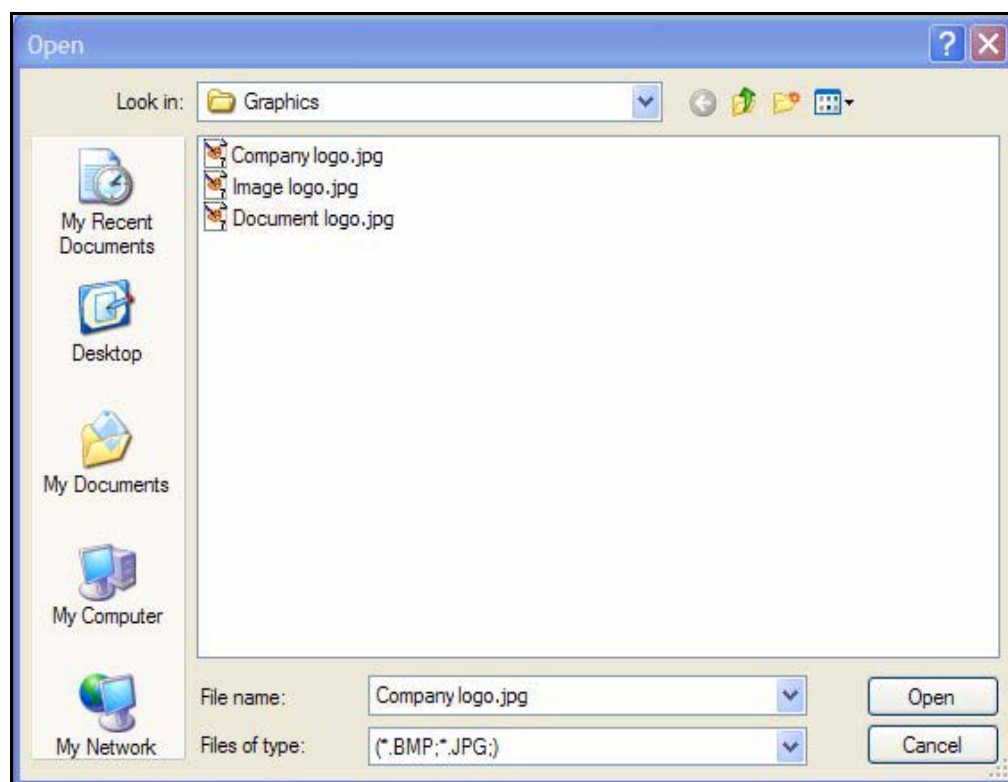 Open
Look in:
Graphics
Company logo.jpg
Image logo.jpg
Document logo.jpg
My Recent
Documents
Desktop
My Documents
My Computer
My Network
File name:
Company logo.jpg
Open
Files of type:
(*.BMP;*.JPG;)
Cancel